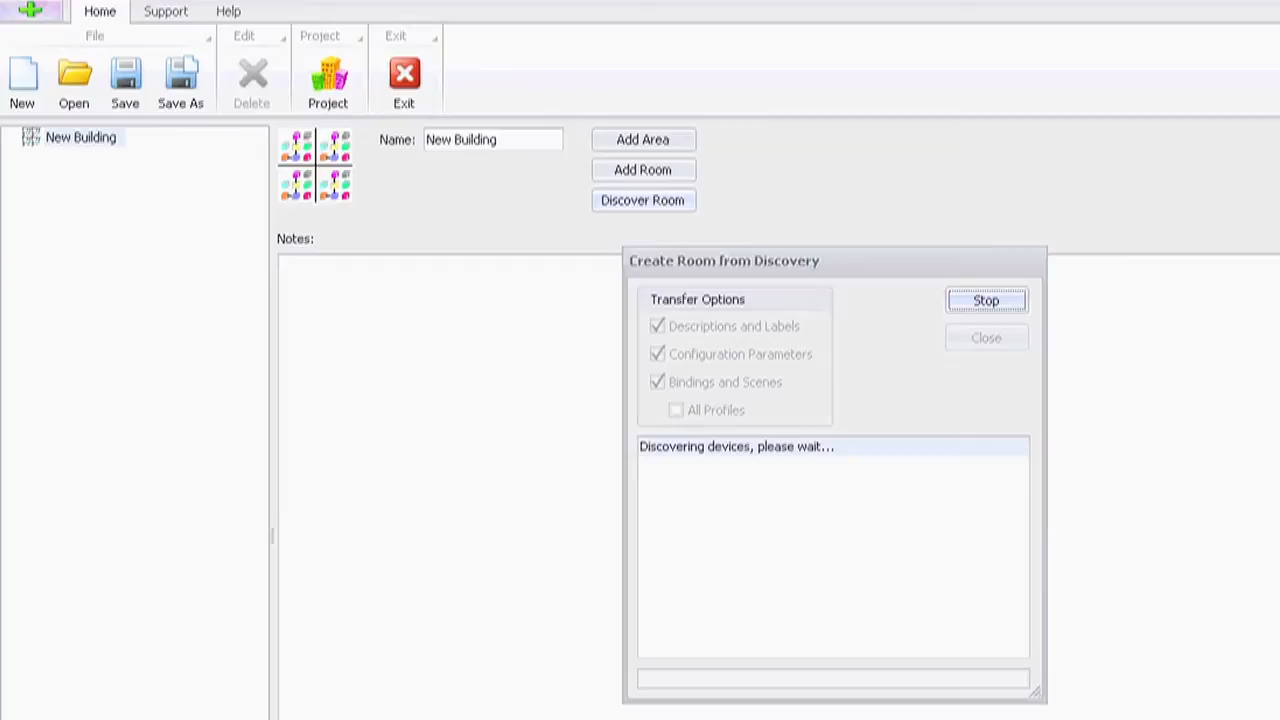 Home Support Help
File Edit Project Exit
New Open Save Save As Delete Project Exit
New Building
Name: New Building
Add Area
Add Room
Discover Room
Notes:
Create Room from Discovery
Transfer Options
Stop
Descriptions and Labels
Close
Configuration Parameters
Bindings and Scenes
All Profiles
Discovering devices, please wait...